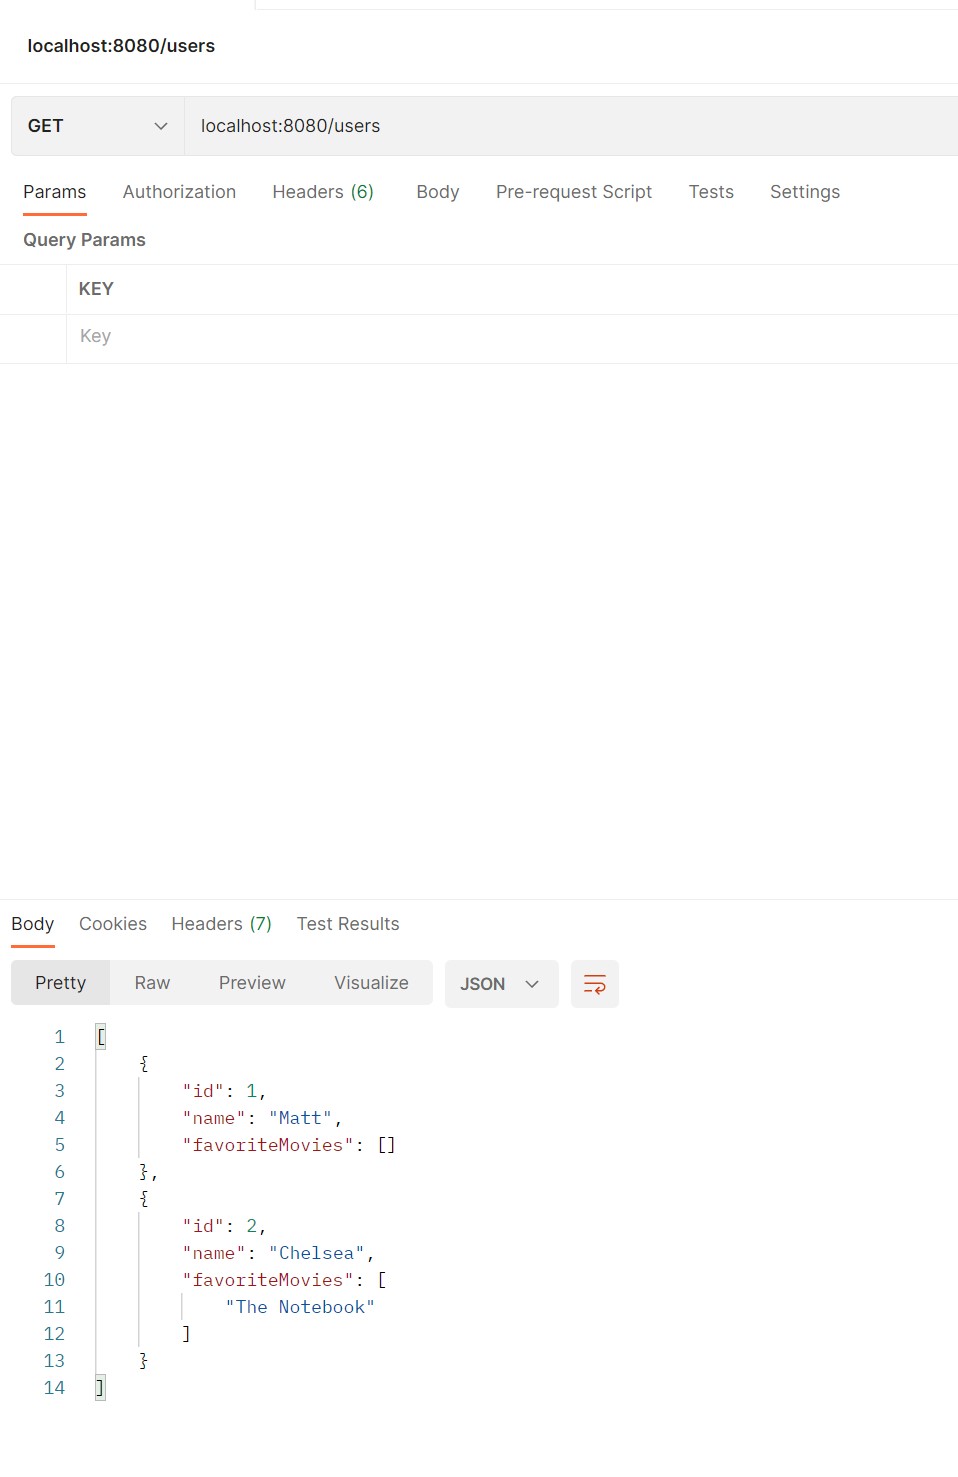 localhost:8080/users
GET localhost:8080/users
Params Authorization Headers (6) Body Pre-request Script Tests Settings
Query Params
KEY
Key
Body Cookies Headers (7) Test Results
Pretty Raw Preview Visualize JSON
1 [
2 {
3 "id": 1,
4 "name": "Matt",
5 "favoriteMovies": []
6 },
7 {
8 "id": 2,
9 "name": "Chelsea",
10 "favoriteMovies": [
11 "The Notebook"
12 ]
13 }
14 ]